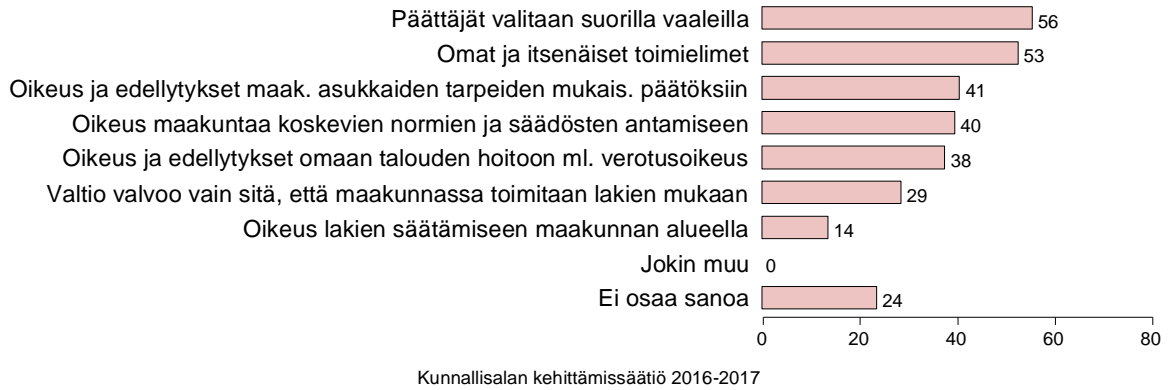 Päättäjät valitaan suorilla vaaleilla 56
Omat ja itsenäiset toimielimet 53
Oikeus ja edellytykset maak. asukkaiden tarpeiden mukais. päätöksiin 41
Oikeus maakuntaa koskevien normien ja säädösten antamiseen 40
Oikeus ja edellytykset omaan talouden hoitoon ml. verotusoikeus 38
Valtio valvoo vain sitä, että maakunnassa toimitaan lakien mukaan 29
Oikeus lakien säätämiseen maakunnan alueella 14
Jokin muu 0
Ei osaa sanoa 24
0 20 40 60 80
Kunnallisalan kehittämissäätiö 2016-2017